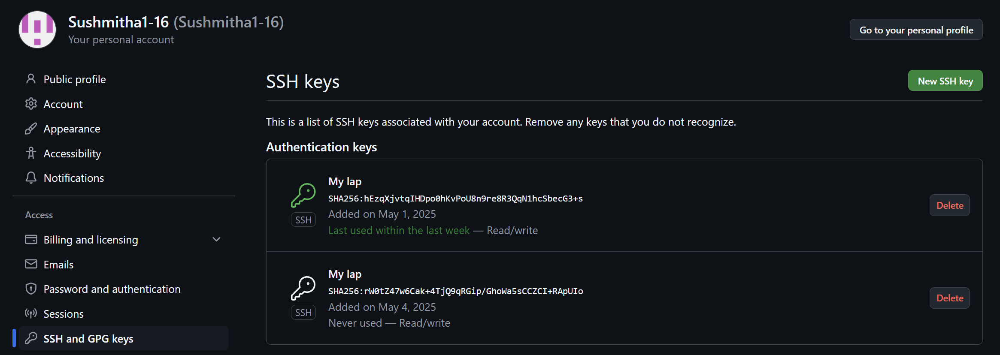 Sushmitha1-16 (Sushmitha1-16)
Your personal account
Go to your personal profile
Public profile
Account
Appearance
Accessibility
Notifications
Access
Billing and licensing
Emails
Password and authentication
Sessions
SSH and GPG keys
SSH keys
New SSH key
This is a list of SSH keys associated with your account. Remove any keys that you do not recognize.
Authentication keys
My lap
SHA256:hEzqXjvtqIHDpo0hKvPoU8n9re8R3QqN1hcSbecG3+s
Added on May 1, 2025
Last used within the last week — Read/write
SSH
Delete
My lap
SHA256:rW0tZ47w6Cak+4TjQ9qRGip/GhoWa5sCCZCI+RApUIo
Added on May 4, 2025
Never used — Read/write
SSH
Delete